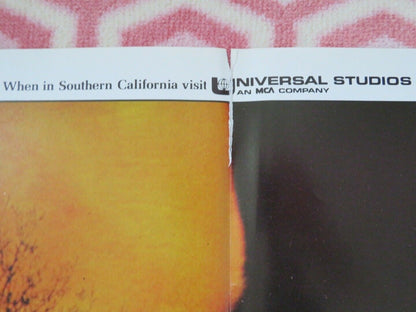 When in Southern California visit UNIVERSAL STUDIOS
AN MCA COMPANY